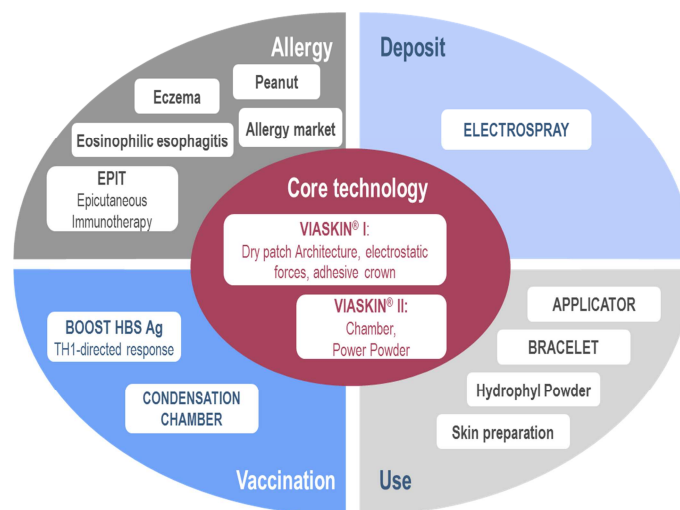 Allergy
Peanut
Eczema
Allergy market
Eosinophilic esophagitis
EPIT
Epicutaneous
Immunotherapy
Deposit
ELECTROSPRAY
Core technology
VIASKIN® I:
Dry patch Architecture, electrostatic
forces, adhesive crown
VIASKIN® II:
Chamber,
Power Powder
BOOST HBS Ag
TH1-directed response
CONDENSATION
CHAMBER
Vaccination
APPLICATOR
BRACELET
Hydrophyl Powder
Skin preparation
Use